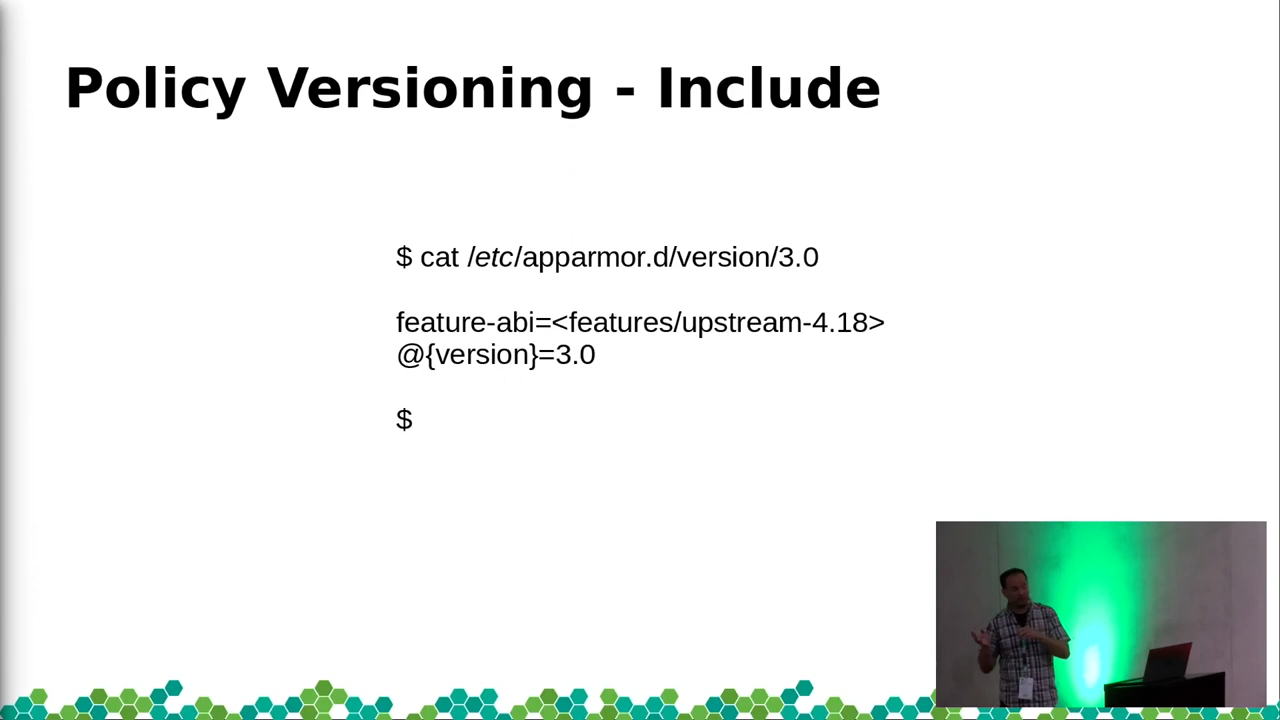 Policy Versioning - Include
$ cat /etc/apparmor.d/version/3.0
feature-abi=<features/upstream-4.18>
@{version}=3.0
$